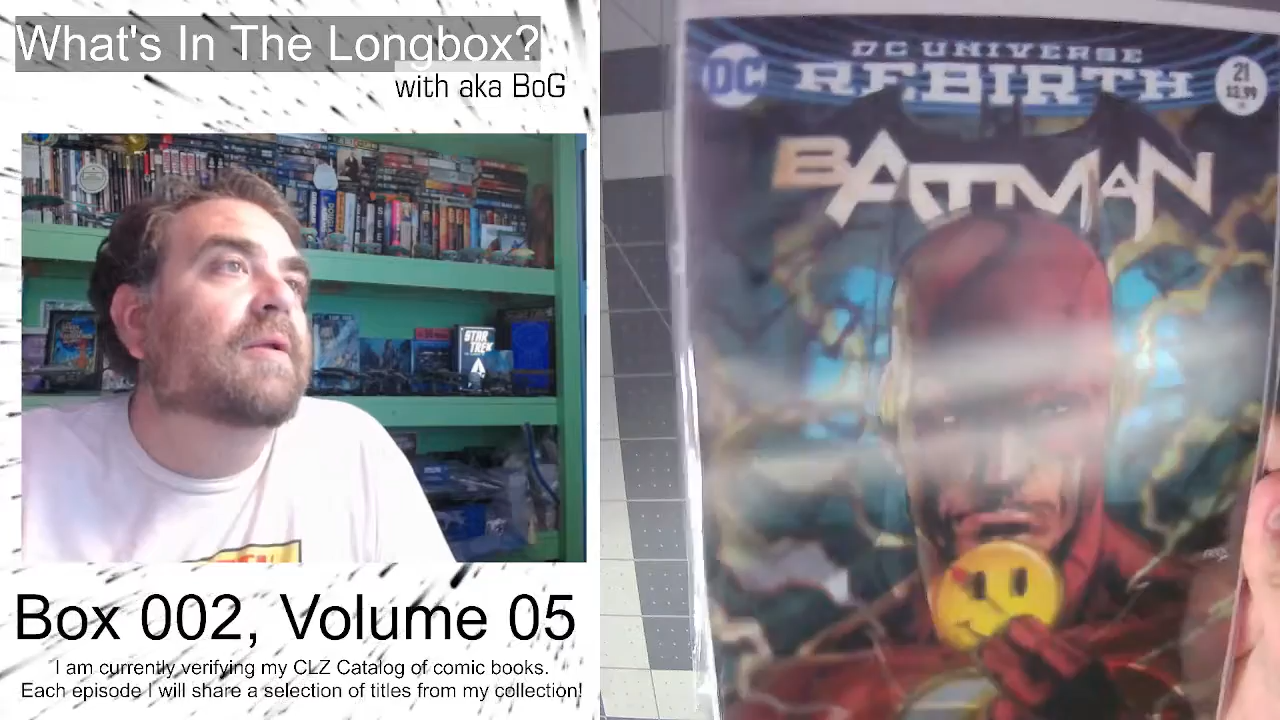 What's In The Longbox?
with aka BoG
STAR
TREK
Box 002, Volume 05
I am currently verifying my CLZ Catalog of comic books.
Each episode I will share a selection of titles from my collection!
DC
DC UNIVERSE
REBIRTH
21
$3.99
BATMAN